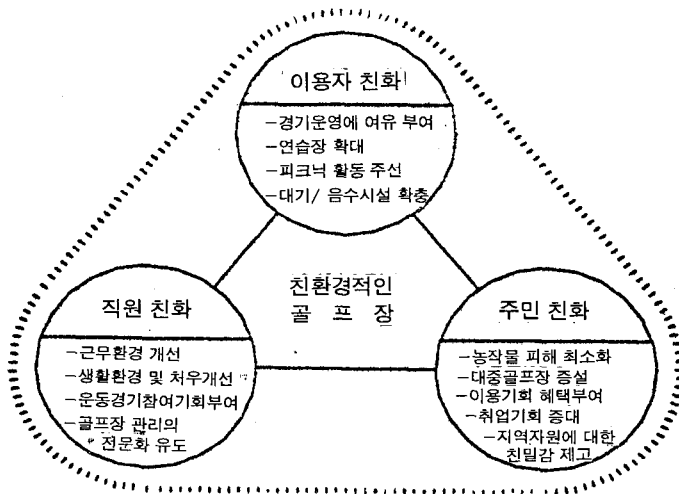 이용자 친화
-경기운영에 여유 부여
-연습장 확대
-피크닉 활동 주선
-대기/ 음수시설 확충
친환경적인
골 프 장
직원 친화
-근무환경 개선
-생활환경 및 처우개선
-운동경기참여기회부여
-골프장 관리의
전문화 유도
주민 친화
-농작물 피해 최소화
-대중골프장 증설
-이용기회 혜택부여
-취업기회 증대
-지역자원에 대한
친밀감 제고